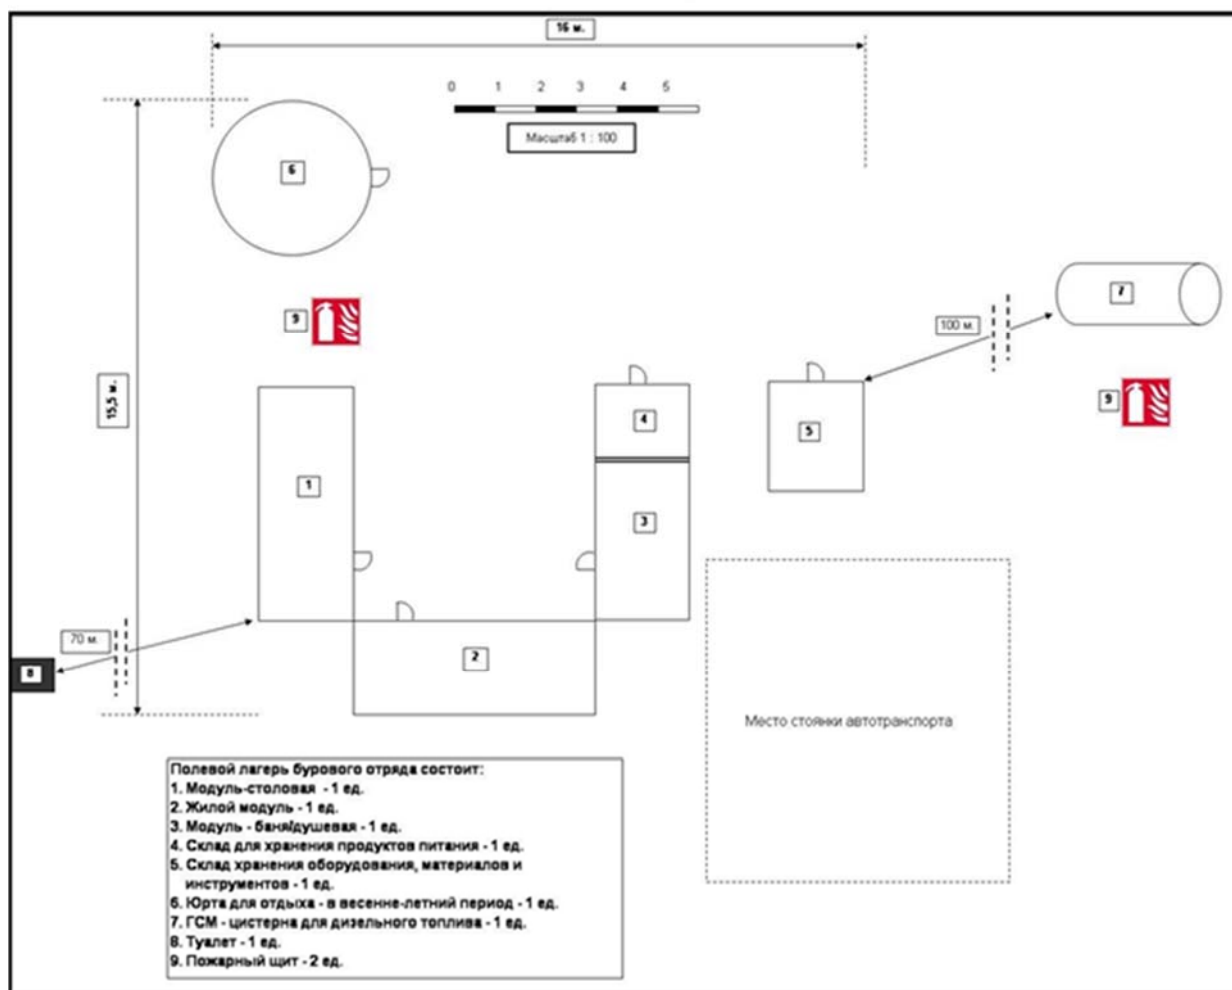 16 м.
0 1 2 3 4 5
Масштаб 1 : 100
6
7
9
100 м.
15,5 м.
9
4
5
1
3
70 м.
2
8
Место стоянки автотранспорта
Полевой лагерь бурового отряда состоит:
1. Модуль-столовая - 1 ед.
2. Жилой модуль - 1 ед.
3. Модуль - баня/душевая - 1 ед.
4. Склад для хранения продуктов питания - 1 ед.
5. Склад хранения оборудования, материалов и
инструментов - 1 ед.
6. Юрта для отдыха - в весенне-летний период - 1 ед.
7. ГСМ - цистерна для дизельного топлива - 1 ед.
8. Туалет - 1 ед.
9. Пожарный щит - 2 ед.